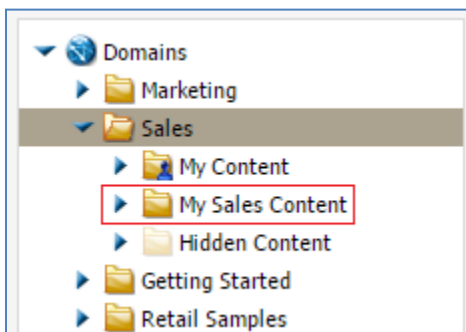 Domains
Marketing
Sales
My Content
My Sales Content
Hidden Content
Getting Started
Retail Samples